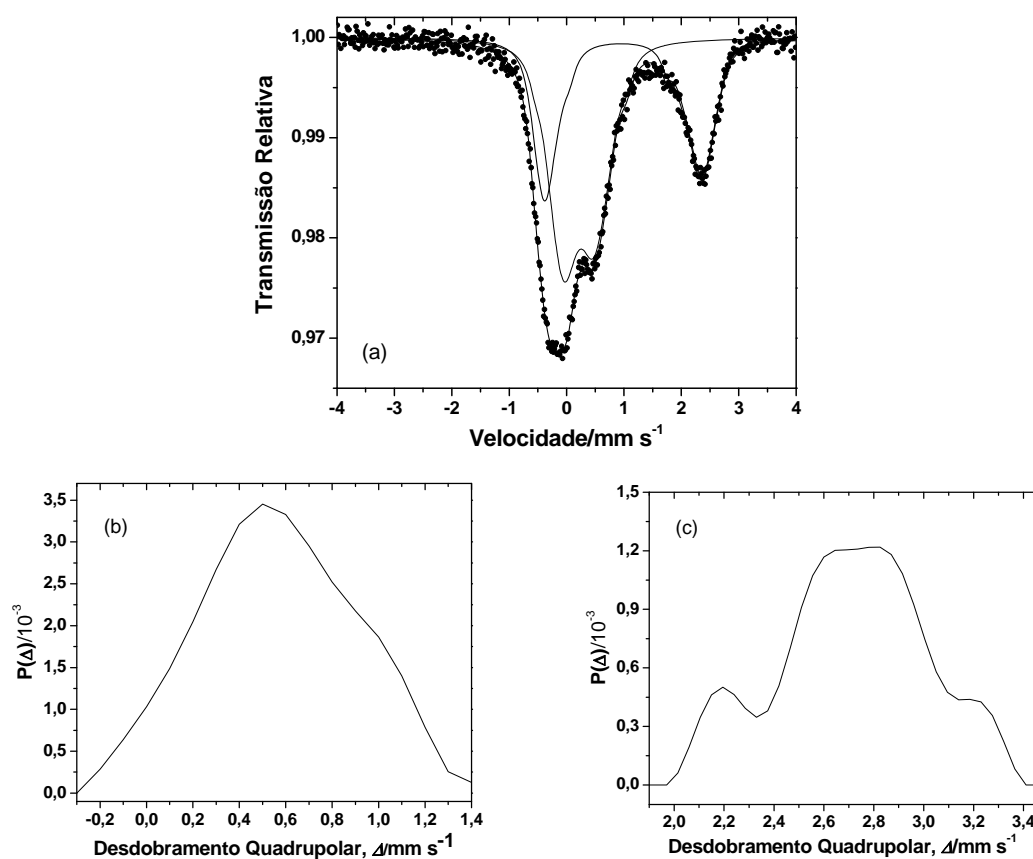 1,00
0,99
0,98
0,97
Transmissão Relativa
(a)
-4 -3 -2 -1 0 1 2 3 4
Velocidade/mm s-1
3,5
3,0
2,5
2,0
1,5
1,0
0,5
0,0
P(Δ)/10-3
(b)
-0,2 0,0 0,2 0,4 0,6 0,8 1,0 1,2 1,4
Desdobramento Quadrupolar, Δ/mm s-1
1,5
1,2
0,9
0,6
0,3
0,0
P(Δ)/10-3
(c)
2,0 2,2 2,4 2,6 2,8 3,0 3,2 3,4
Desdobramento Quadrupolar, Δ/mm s-1